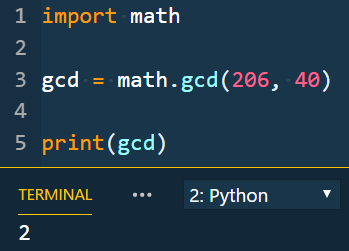 1 import math
2
3 gcd = math.gcd(206, 40)
4
5 print(gcd)
TERMINAL ··· 2: Python ▼
2